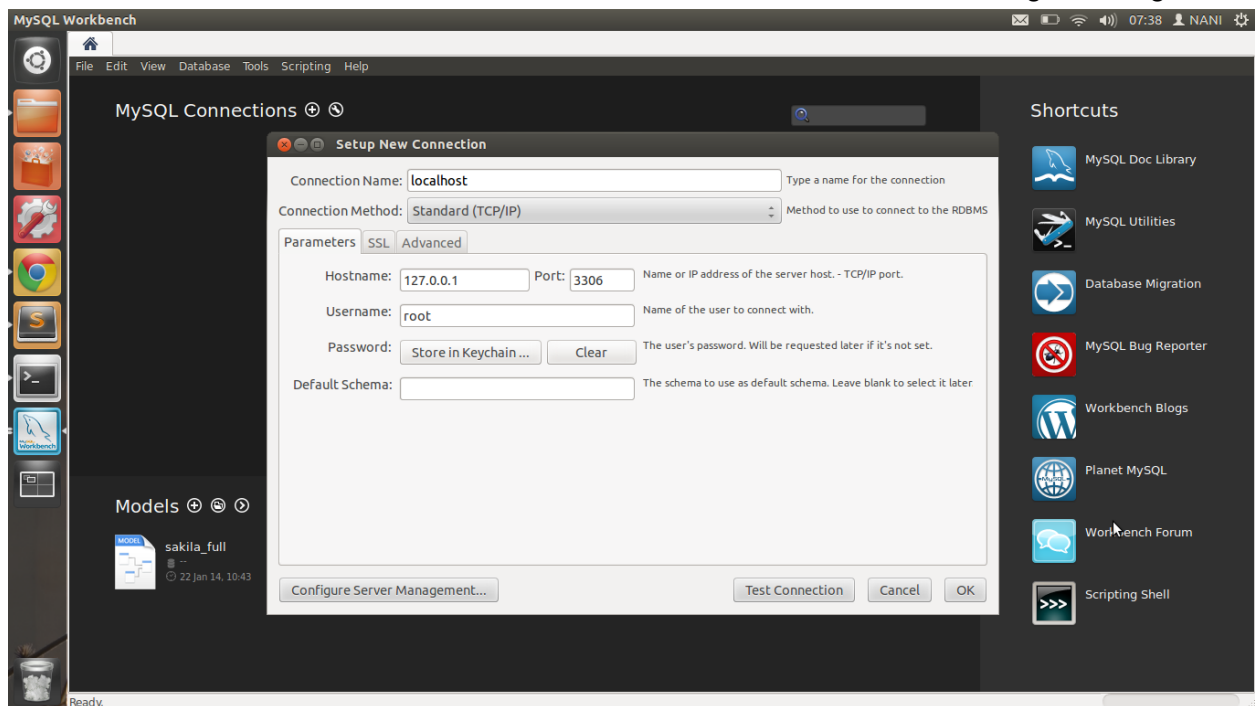 MySQL Workbench
07:38 NANI
File Edit View Database Tools Scripting Help
MySQL Connections
Shortcuts
Setup New Connection
Connection Name: localhost Type a name for the connection
Connection Method: Standard (TCP/IP) Method to use to connect to the RDBMS
Parameters SSL Advanced
Hostname: 127.0.0.1 Port: 3306 Name or IP address of the server host. - TCP/IP port.
Username: root Name of the user to connect with.
Password: Store in Keychain ... Clear The user's password. Will be requested later if it's not set.
Default Schema: The schema to use as default schema. Leave blank to select it later
Configure Server Management... Test Connection Cancel OK
MySQL Doc Library
MySQL Utilities
Database Migration
MySQL Bug Reporter
Workbench Blogs
Planet MySQL
Workbench Forum
Scripting Shell
Models
MODEL
sakila_full
--
22 Jan 14, 10:43
Workbench
Ready.